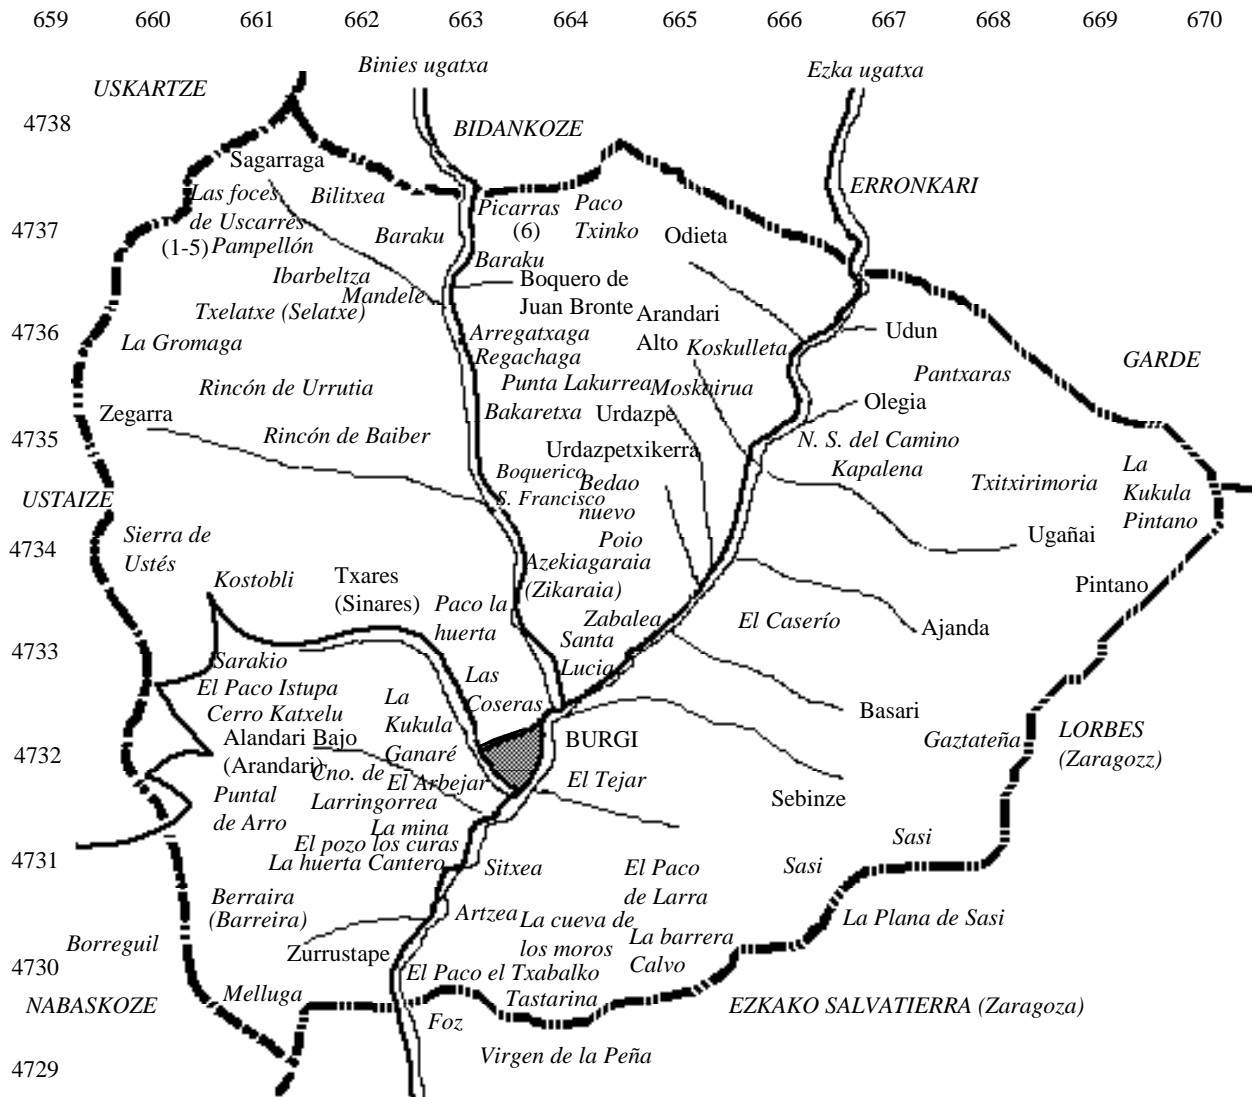 659 660 661 662 663 664 665 666 667 668 669 670
Binies ugatxa
Ezka ugatxa
USKARTZE
4738
BIDANKOZE
Sagarraga
ERRONKARI
Las foces
de Uscarrés
(1-5)
Bilitxea
Picarras
(6)
Paco
Txinko
4737
Pampellón
Baraku
Odieta
Baraku
Ibarbeltza
Mandele
Boquero de
Juan Bronte
Txelatxe (Selatxe)
Arandari
Alto
4736
La Gromaga
Arregatxaga
Regachaga
Koskulleta
Udun
GARDE
Rincón de Urrutia
Punta Lakurrea
Moskairua
Pantxaras
Zegarra
Bakaretxa
Urdazpe
Olegia
4735
Rincón de Baiber
Urdazpetxikerra
N. S. del Camino
Kapalena
Boquerico
S. Francisco
Bedao
nuevo
Txitxirimoria
La
Kukula
Pintano
USTAIZE
Sierra de
Ustés
Poio
Ugañai
4734
Azekiagaraia
(Zikaraia)
Kostobli
Txares
(Sinares)
Pintano
Paco la
huerta
Zabalea
El Caserío
Ajanda
4733
Sarakio
Santa
Lucia
El Paco Istupa
Las
Coseras
La
Kukula
Cerro Katxelu
Basari
LORBES
(Zaragozz)
4732
Alandari Bajo
(Arandari)
Ganaré
BURGI
Gaztateña
Cno. de
Larringorrea
El Arbejar
El Tejar
Puntal
de Arro
Sebinze
La mina
El pozo los curas
Sasi
4731
La huerta Cantero
Sitxea
El Paco
de Larra
Sasi
Berraira
(Barreira)
Artzea
La cueva de
los moros
La Plana de Sasi
Borreguil
La barrera
Calvo
Zurrustape
4730
El Paco el Txabalko
Melluga
Tastarina
NABASKOZE
EZKAKO SALVATIERRA (Zaragoza)
Foz
Virgen de la Peña
4729